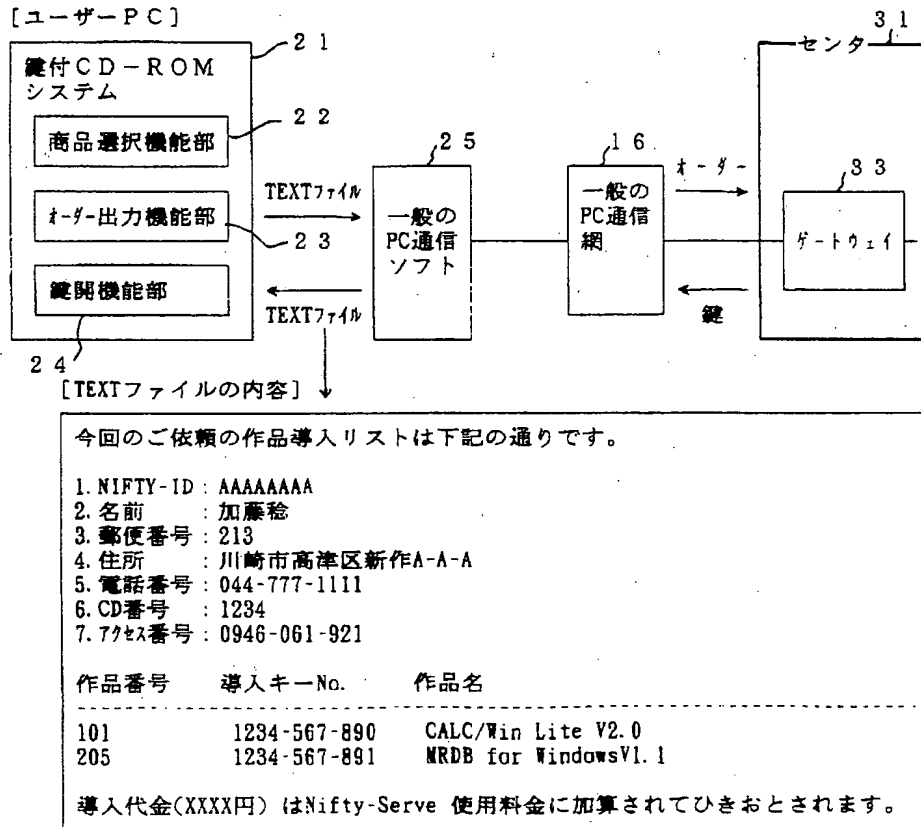 [ユーザーPC]
21
31
センタ
鍵付CD-ROM
システム
22
商品選択機能部
25
16
オーダー
33
TEXTファイル
オーダー出力機能部
23
一般の
PC通信
ソフト
一般の
PC通信
網
ゲートウェイ
鍵開機能部
TEXTファイル
鍵
24
[TEXTファイルの内容]
今回のご依頼の作品導入リストは下記の通りです。
1. NIFTY-ID : AAAAAAAA
2. 名前 : 加藤稔
3. 郵便番号 : 213
4. 住所 : 川崎市高津区新作A-A-A
5.電話番号 : 044-777-1111
6. CD番号 : 1234
7. アクセス番号 : 0946-061-921
作品番号 導入キーNo. 作品名
101 1234-567-890 CALC/Win Lite V2.0
205 1234-567-891 NRDB for WindowsV1.1
導入代金(XXXX円) はNifty-Serve 使用料金に加算されてひきおとされます。